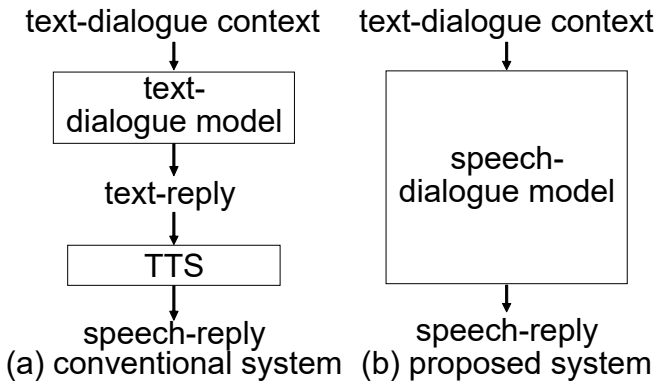 text-dialogue context
text-
dialogue model
text-reply
TTS
speech-reply
(a) conventional system
text-dialogue context
speech-
dialogue model
speech-reply
(b) proposed system